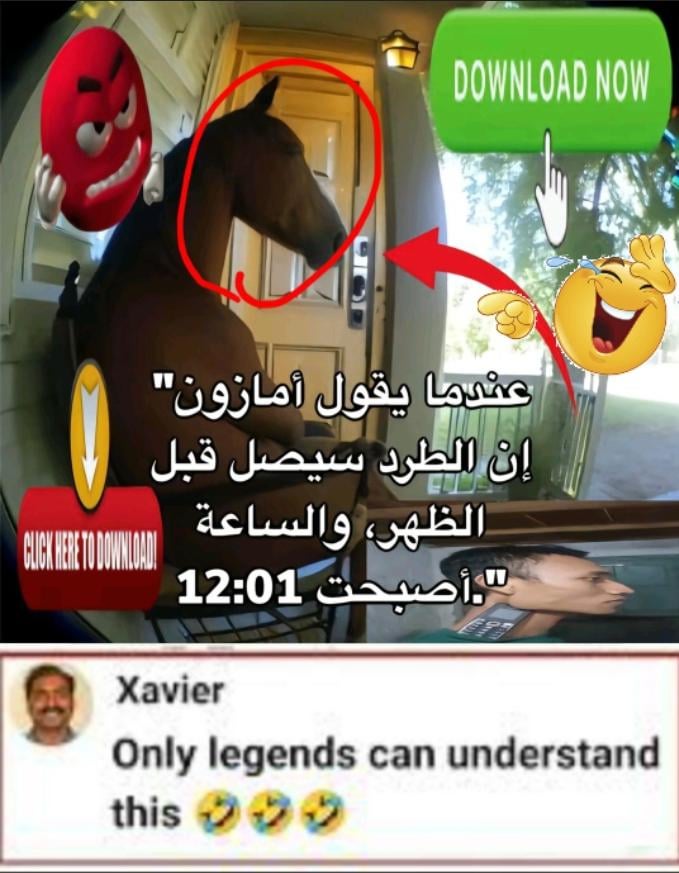 DOWNLOAD NOW
"عندما يقول أمازون
إن الطرد سيصل قبل
الظهر، والساعة
أصبحت 12:01."
CLICK HERE TO DOWNLOAD!
Xavier
Only legends can understand
this 🤣🤣🤣